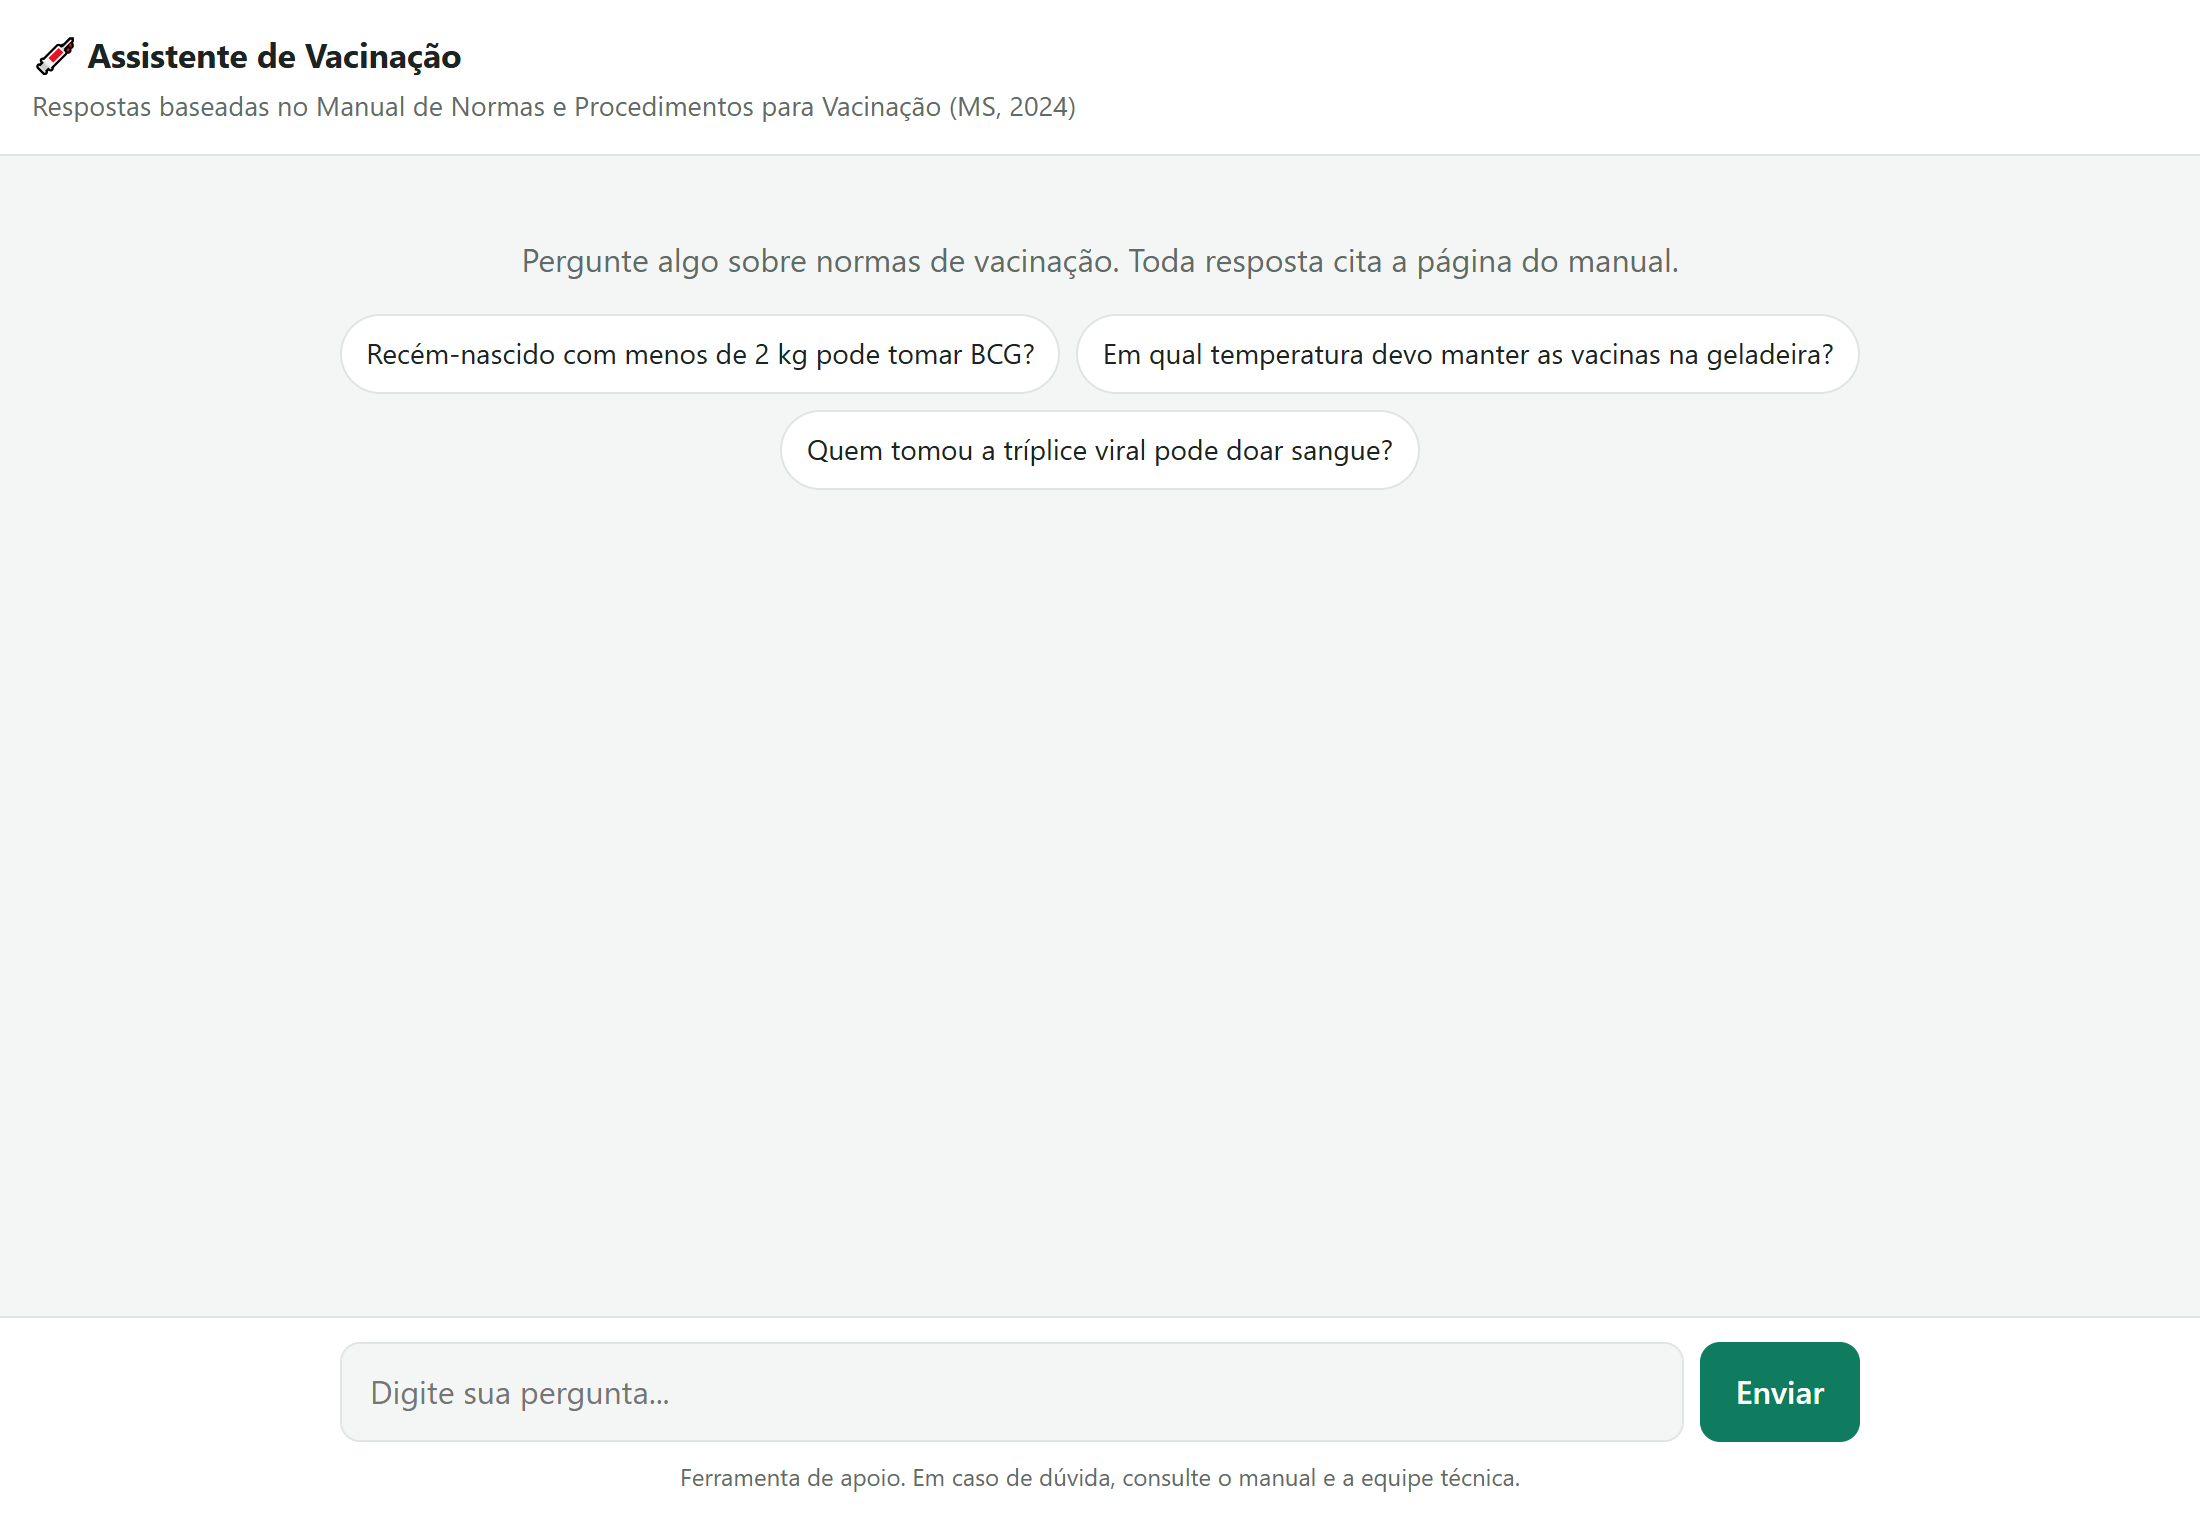 Assistente de Vacinação
Respostas baseadas no Manual de Normas e Procedimentos para Vacinação (MS, 2024)
Pergunte algo sobre normas de vacinação. Toda resposta cita a página do manual.
Recém-nascido com menos de 2 kg pode tomar BCG?
Em qual temperatura devo manter as vacinas na geladeira?
Quem tomou a tríplice viral pode doar sangue?
Digite sua pergunta...
Enviar
Ferramenta de apoio. Em caso de dúvida, consulte o manual e a equipe técnica.